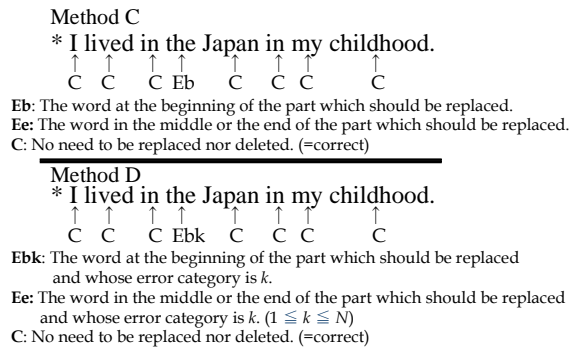 Method C
* I lived in the Japan in my childhood.
↑ ↑ ↑ ↑ ↑ ↑ ↑ ↑
C C C Eb C C C C
Eb: The word at the beginning of the part which should be replaced.
Ee: The word in the middle or the end of the part which should be replaced.
C: No need to be replaced nor deleted. (=correct)
Method D
* I lived in the Japan in my childhood.
↑ ↑ ↑ ↑ ↑ ↑ ↑ ↑
C C C Ebk C C C C
Ebk: The word at the beginning of the part which should be replaced
and whose error category is k.
Ee: The word in the middle or the end of the part which should be replaced
and whose error category is k. (1 ≦ k ≦ N)
C: No need to be replaced nor deleted. (=correct)